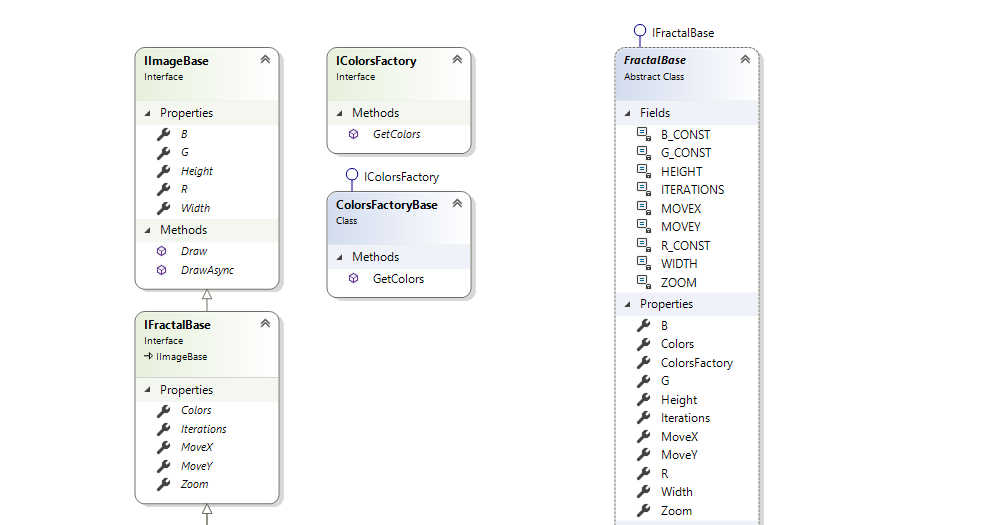 IImageBase
Interface
Properties
B
G
Height
R
Width
Methods
Draw
DrawAsync
IFractalBase
Interface
IImageBase
Properties
Colors
Iterations
MoveX
MoveY
Zoom
IColorsFactory
Interface
Methods
GetColors
IColorsFactory
ColorsFactoryBase
Class
Methods
GetColors
IFractalBase
FractalBase
Abstract Class
Fields
B_CONST
G_CONST
HEIGHT
ITERATIONS
MOVEX
MOVEY
R_CONST
WIDTH
ZOOM
Properties
B
Colors
ColorsFactory
G
Height
Iterations
MoveX
MoveY
R
Width
Zoom